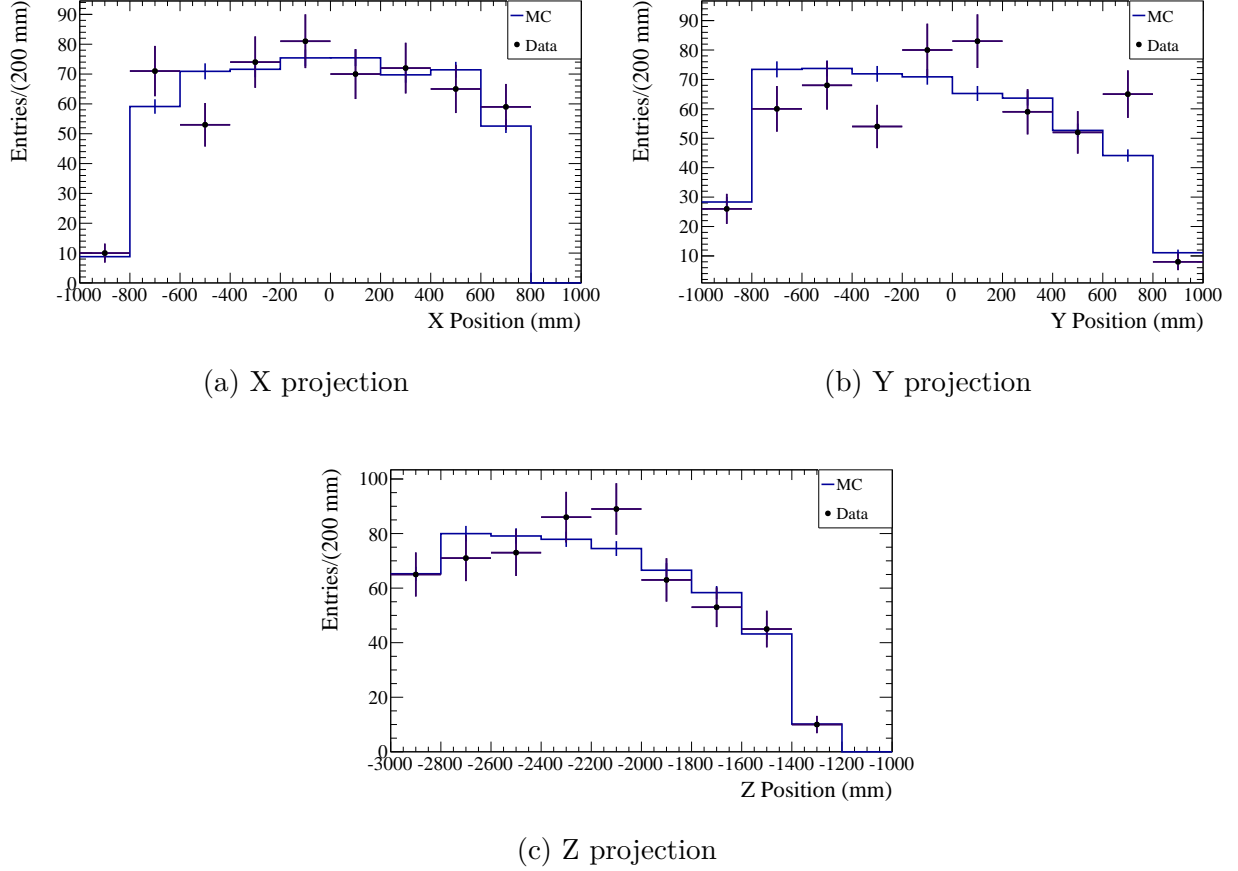 Entries/(200 mm)
90
80
70
60
50
40
30
20
10
0
-1000 -800 -600 -400 -200 0 200 400 600 800 1000
X Position (mm)
MC
Data
(a) X projection
Entries/(200 mm)
90
80
70
60
50
40
30
20
10
-1000 -800 -600 -400 -200 0 200 400 600 800 1000
Y Position (mm)
MC
Data
(b) Y projection
Entries/(200 mm)
100
80
60
40
20
0
-3000 -2800 -2600 -2400 -2200 -2000 -1800 -1600 -1400 -1200 -1000
Z Position (mm)
MC
Data
(c) Z projection